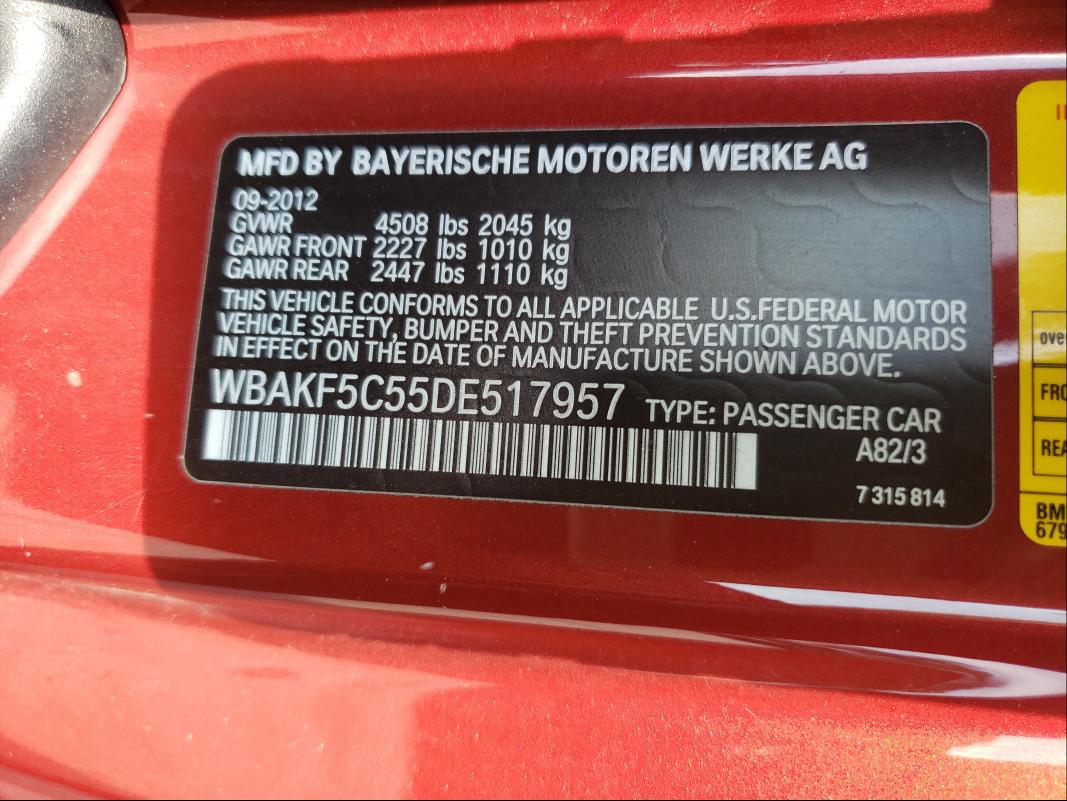 MFD BY BAYERISCHE MOTOREN WERKE AG
09-2012
GVWR 4508 lbs 2045 kg
GAWR FRONT 2227 lbs 1010 kg
GAWR REAR 2447 lbs 1110 kg
THIS VEHICLE CONFORMS TO ALL APPLICABLE U.S.FEDERAL MOTOR
VEHICLE SAFETY, BUMPER AND THEFT PREVENTION STANDARDS
IN EFFECT ON THE DATE OF MANUFACTURE SHOWN ABOVE.
WBAKF5C55DE517957 TYPE: PASSENGER CAR
A82/3
7 315 814